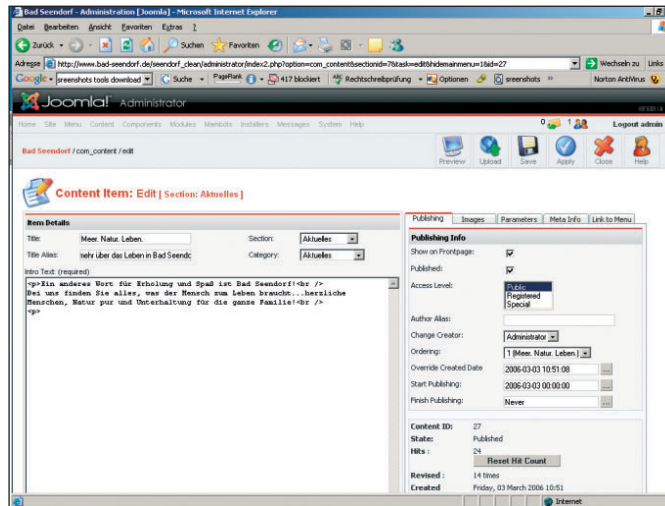 Bad Seendorf - Administration [Joomla] - Microsoft Internet Explorer
Datei Bearbeiten Ansicht Favoriten Extras ?
Zurück Suchen Favoriten
Adresse http://www.bad-seendorf.de/seendorf_clean/administrator/index2.php?option=com_content&sectionid=7&task=edit&hidemainmenu=1&id=27 Wechseln zu Links
Google - sreenshots tools download Suche PageRank 417 blockiert Rechtschreibprüfung Optionen sreenshots » Norton AntiVirus
Joomla! Administrator
Home Site Menu Content Components Modules Mambots Installers Messages System Help 0 1 Logout admin
Bad Seendorf / com_content / edit
Preview Upload Save Apply Close Help
Content Item: Edit [ Section: Aktuelles ]
Publishing Images Parameters Meta Info Link to Menu
Item Details
Title: Meer. Natur. Leben. Section: Aktuelles
Title Alias: mehr über das Leben in Bad Seendo Category: Aktuelles
Intro Text: (required)
<p>Ein anderes Wort für Erholung und Spaß ist Bad Seendorf!<br />
Bei uns finden Sie alles, was der Mensch zum Leben braucht...herzliche
Menschen, Natur pur und Unterhaltung für die ganze Familie!<br />
<p>
Publishing Info
Show on Frontpage:
Published:
Access Level: Public
Registered
Special
Author Alias:
Change Creator: Administrator
Ordering: 1 (Meer. Natur. Leben.)
Override Created Date 2006-03-03 10:51:08 ...
Start Publishing: 2006-03-03 00:00:00 ...
Finish Publishing: Never ...
Content ID: 27
State: Published
Hits : 24
Reset Hit Count
Revised : 14 times
Created Friday, 03 March 2006 10:51
Internet